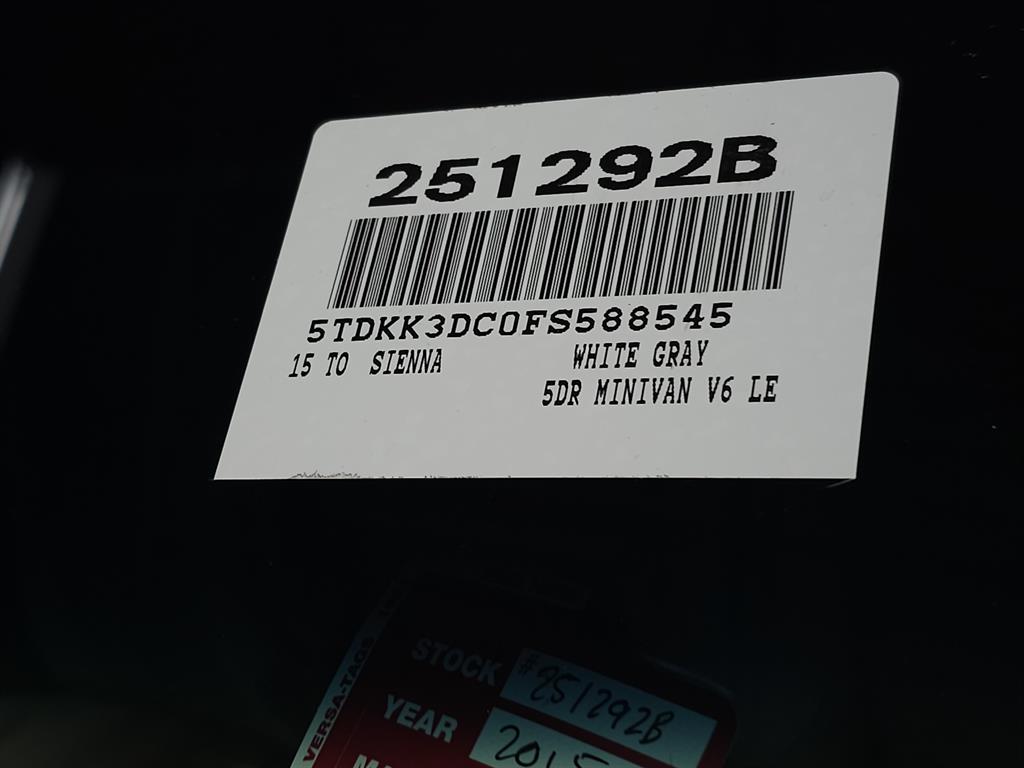 251292B
5TDKK3DC0FS588545
15 TO SIENNA WHITE GRAY
5DR MINIVAN V6 LE
VERSA-TAGS
STOCK # 251292B
YEAR 2015